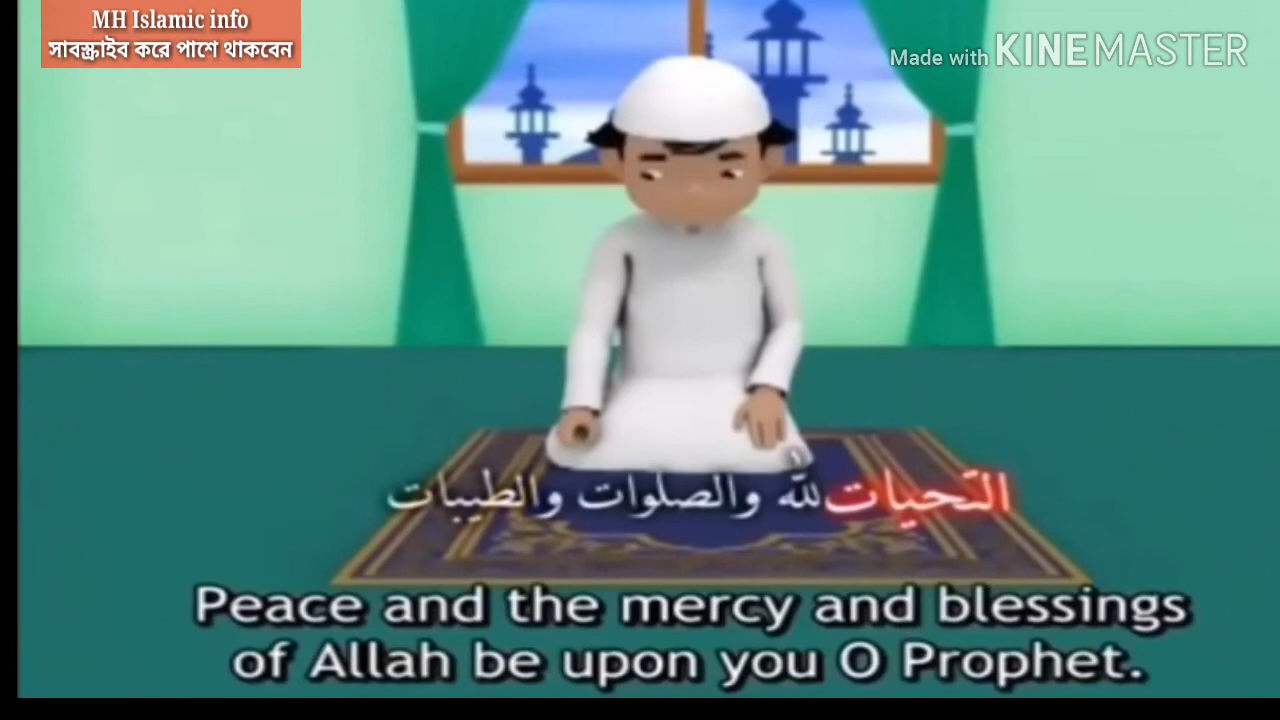 MH Islamic info
সাবস্ক্রাইব করে পাশে থাকবেন
Made with KINEMASTER
التحيات لله والصلوات والطيبات
Peace and the mercy and blessings
of Allah be upon you O Prophet.